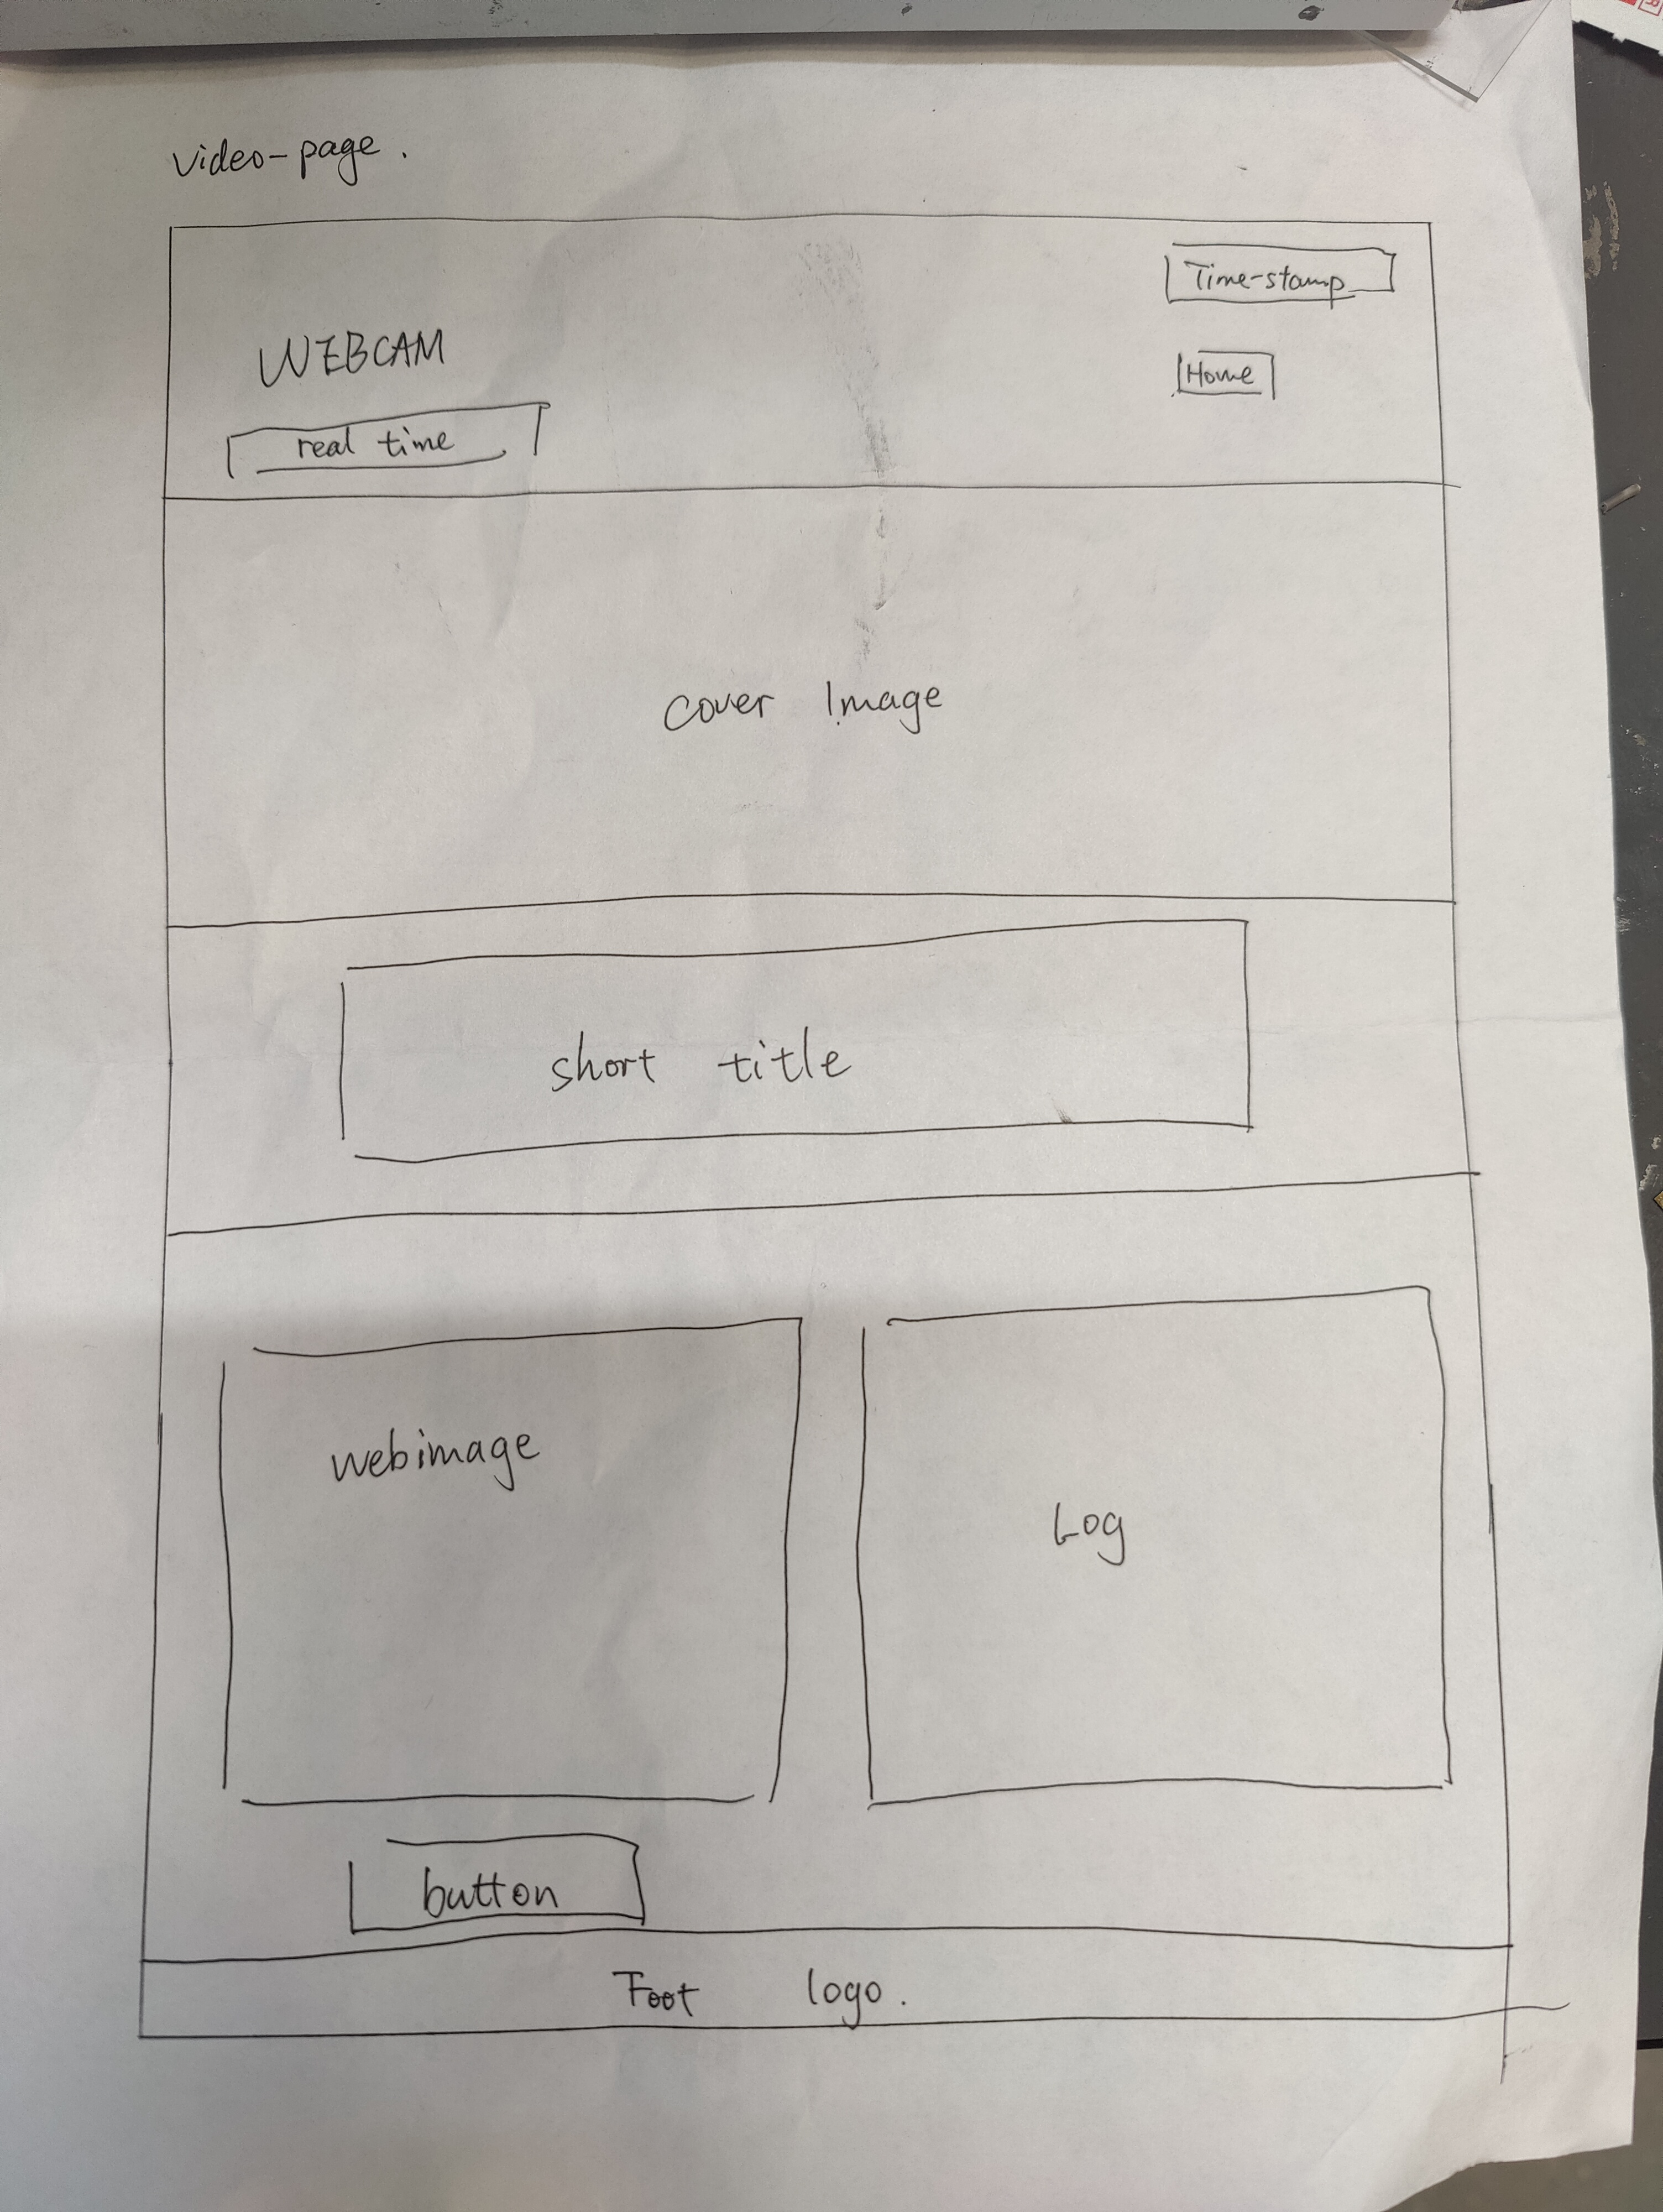 video-page.
Time-stamp
WEBCAM
Home
real time
cover Image
short title
webimage
Log
button
Foot logo.